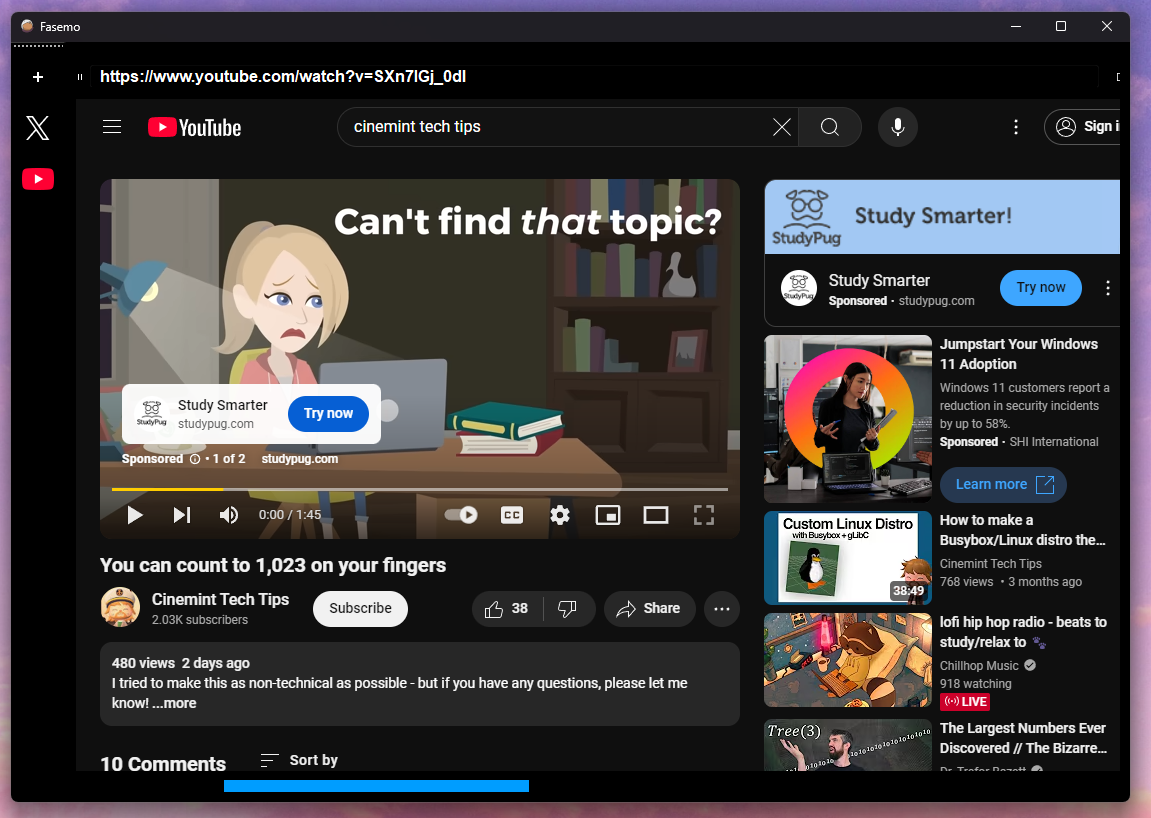 Fasemo
https://www.youtube.com/watch?v=SXn7lGj_0dI
YouTube
cinemint tech tips
Sign i
Can't find that topic?
StudyPug
Study Smarter
studypug.com
Try now
Sponsored • 1 of 2 studypug.com
0:00 / 1:45
CC
You can count to 1,023 on your fingers
Cinemint Tech Tips
2.03K subscribers
Subscribe
38
Share
480 views 2 days ago
I tried to make this as non-technical as possible - but if you have any questions, please let me
know! ...more
10 Comments
Sort by
StudyPug
Study Smarter!
StudyPug
Study Smarter
Sponsored · studypug.com
Try now
Jumpstart Your Windows
11 Adoption
Windows 11 customers report a
reduction in security incidents
by up to 58%.
Sponsored · SHI International
Learn more
Custom Linux Distro
with Busybox + gLibC
38:49
How to make a
Busybox/Linux distro the...
Cinemint Tech Tips
768 views • 3 months ago
lofi hip hop radio - beats to
study/relax to 🐾
Chillhop Music
918 watching
LIVE
Tree(3)
The Largest Numbers Ever
Discovered // The Bizarre...